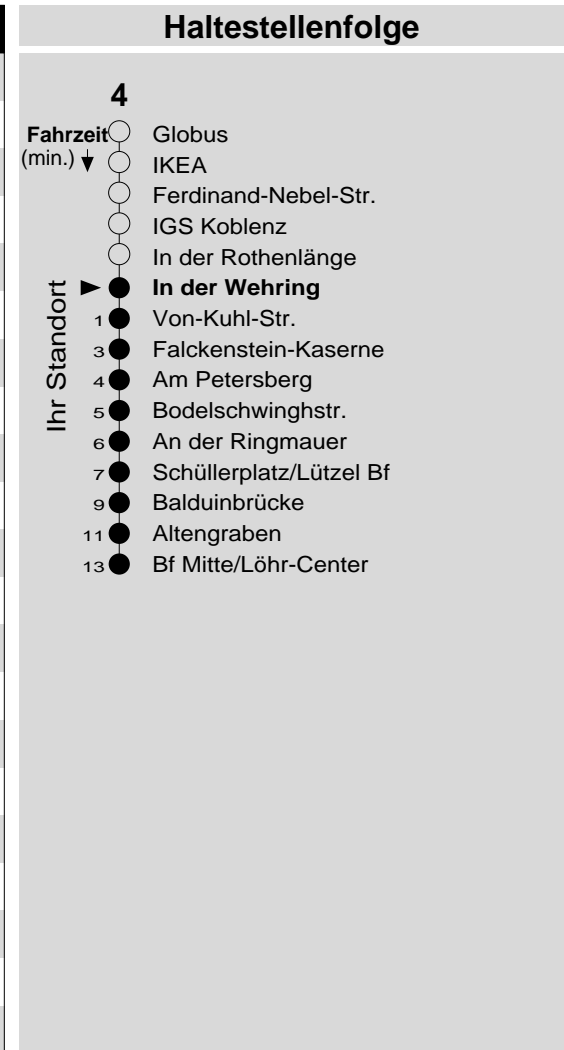 Haltestellenfolge
4
Fahrzeit
(min.)
Globus
IKEA
Ferdinand-Nebel-Str.
IGS Koblenz
In der Rothenlänge
Ihr Standort
In der Wehring
1 Von-Kuhl-Str.
3 Falckenstein-Kaserne
4 Am Petersberg
5 Bodelschwinghstr.
6 An der Ringmauer
7 Schüllerplatz/Lützel Bf
9 Balduinbrücke
11 Altengraben
13 Bf Mitte/Löhr-Center